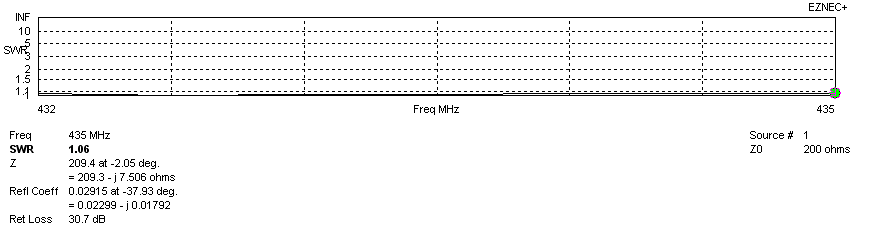 EZNEC+
INF
10
5
SWR
3
2
1.5
1.1
1
432
Freq MHz
435
Freq 435 MHz
Source # 1
SWR 1.06
Z0 200 ohms
Z 209.4 at -2.05 deg.
= 209.3 - j 7.506 ohms
Refl Coeff 0.02915 at -37.93 deg.
= 0.02299 - j 0.01792
Ret Loss 30.7 dB